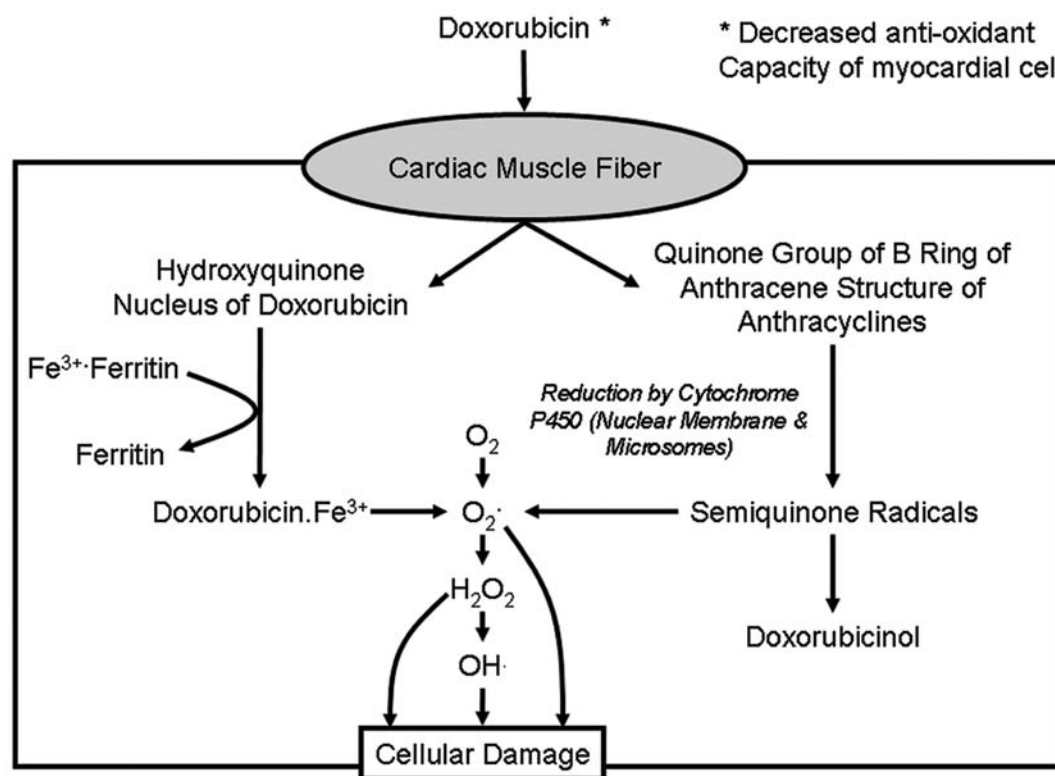 Doxorubicin *
* Decreased anti-oxidant
Capacity of myocardial cel
Cardiac Muscle Fiber
Hydroxyquinone
Nucleus of Doxorubicin
Quinone Group of B Ring of
Anthracene Structure of
Anthracyclines
Fe³⁺·Ferritin
Ferritin
Reduction by Cytochrome
P450 (Nuclear Membrane &
Microsomes)
O₂
Doxorubicin.Fe³⁺
O₂·
Semiquinone Radicals
H₂O₂
OH·
Doxorubicinol
Cellular Damage